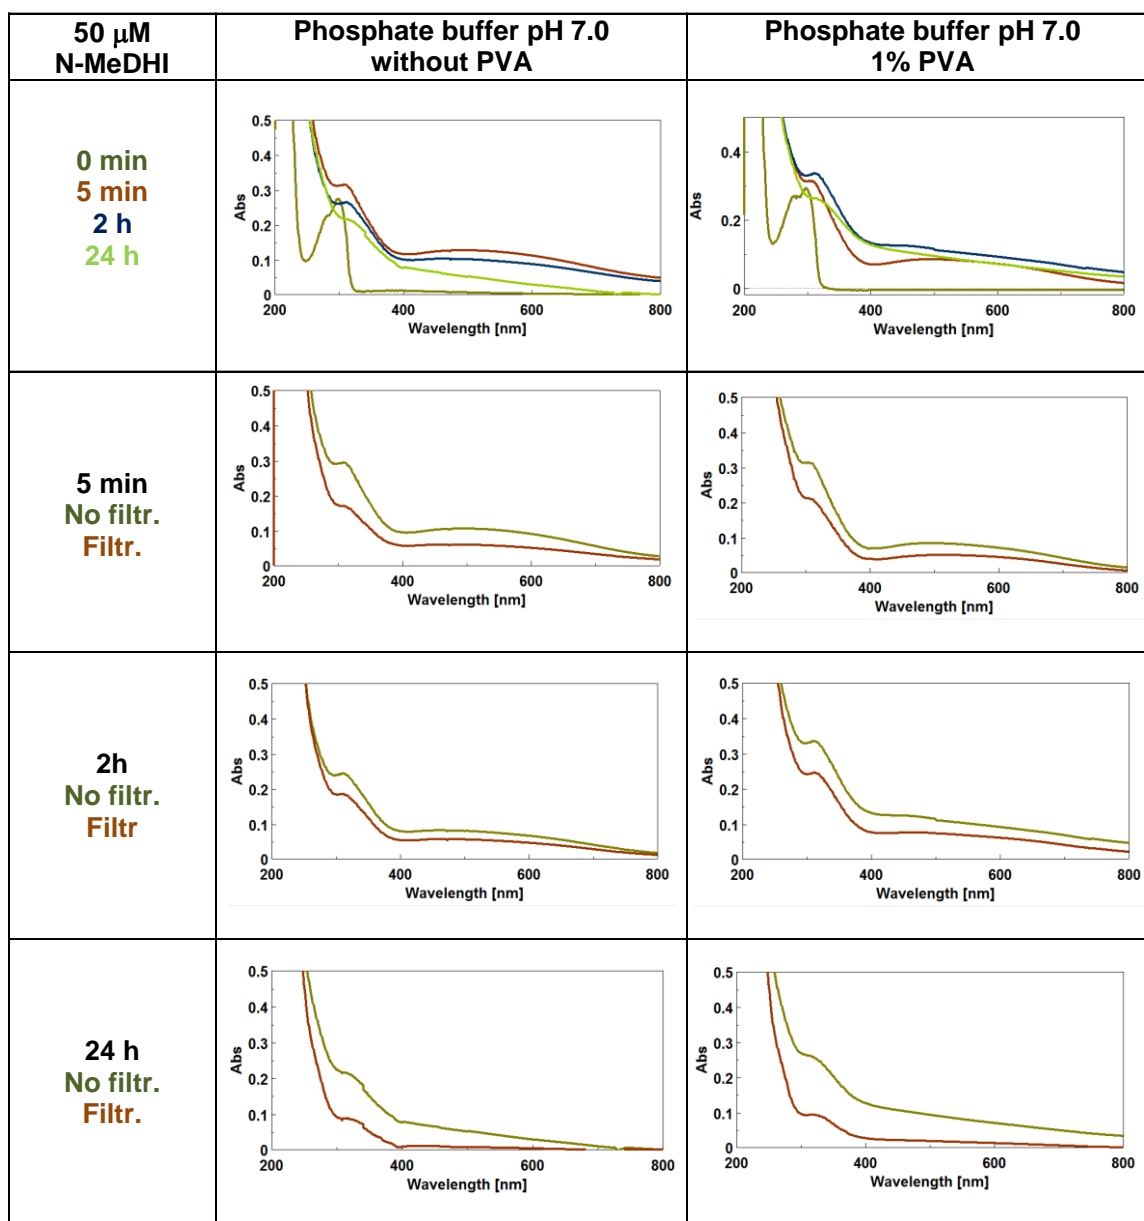 50 μM
N-MeDHI
Phosphate buffer pH 7.0
without PVA
Phosphate buffer pH 7.0
1% PVA
0 min
5 min
2 h
24 h
0.5
0.4
0.3
0.2
0.1
0
Abs
200
400
600
800
Wavelength [nm]
0.4
0.2
0
Abs
200
400
600
800
Wavelength [nm]
5 min
No filtr.
Filtr.
0.5
0.4
0.3
0.2
0.1
0
Abs
200
400
600
800
Wavelength [nm]
0.5
0.4
0.3
0.2
0.1
0
Abs
200
400
600
800
Wavelength [nm]
2h
No filtr.
Filtr
0.5
0.4
0.3
0.2
0.1
0
Abs
200
400
600
800
Wavelength [nm]
0.5
0.4
0.3
0.2
0.1
0
Abs
200
400
600
800
Wavelength [nm]
24 h
No filtr.
Filtr.
0.5
0.4
0.3
0.2
0.1
0
Abs
200
400
600
800
Wavelength [nm]
0.5
0.4
0.3
0.2
0.1
0
Abs
200
400
600
800
Wavelength [nm]